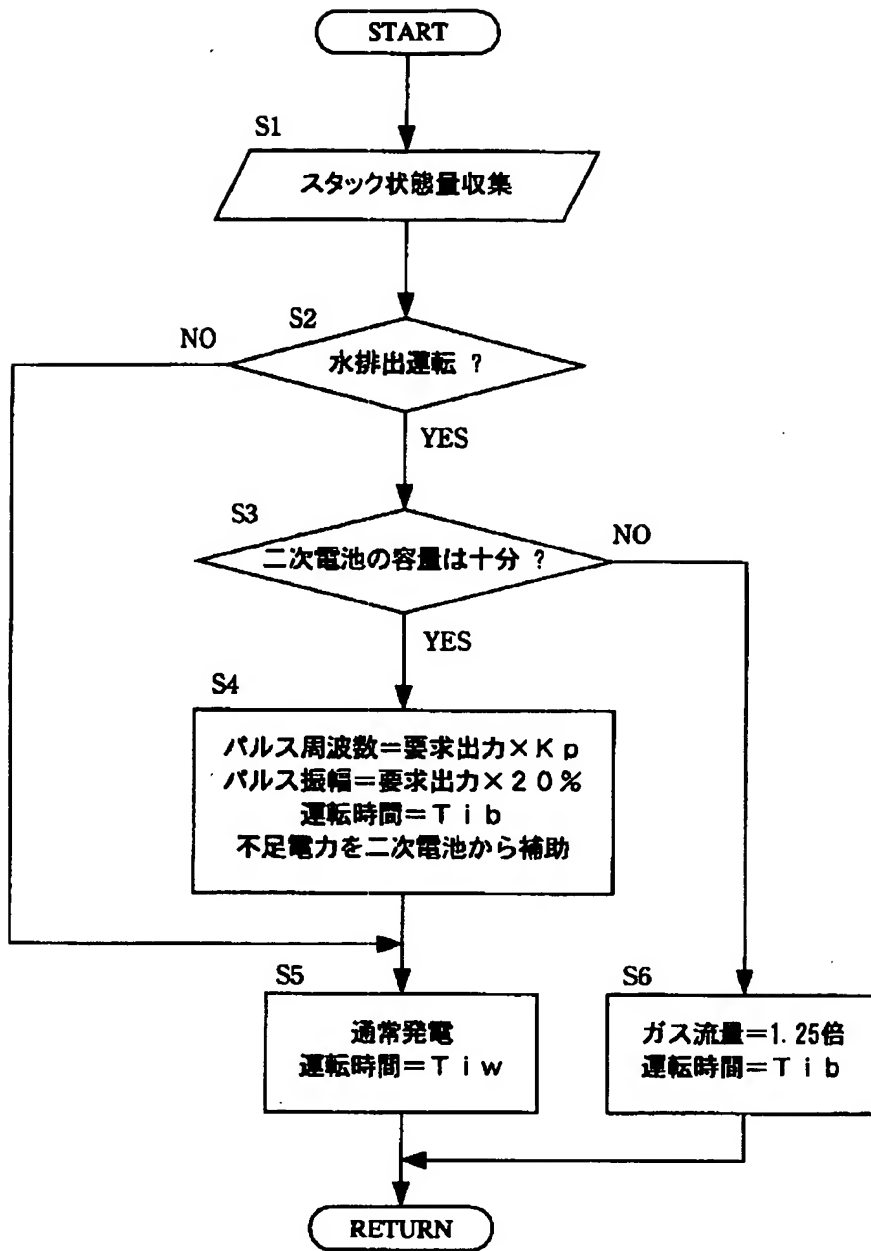 START
S1
スタック状態量収集
S2
NO
水排出運転 ?
YES
S3
NO
二次電池の容量は十分 ?
YES
S4
パルス周波数=要求出力×Kp
パルス振幅=要求出力×20%
運転時間=Tib
不足電力を二次電池から補助
S5
通常発電
運転時間=Tiw
S6
ガス流量=1.25倍
運転時間=Tib
RETURN